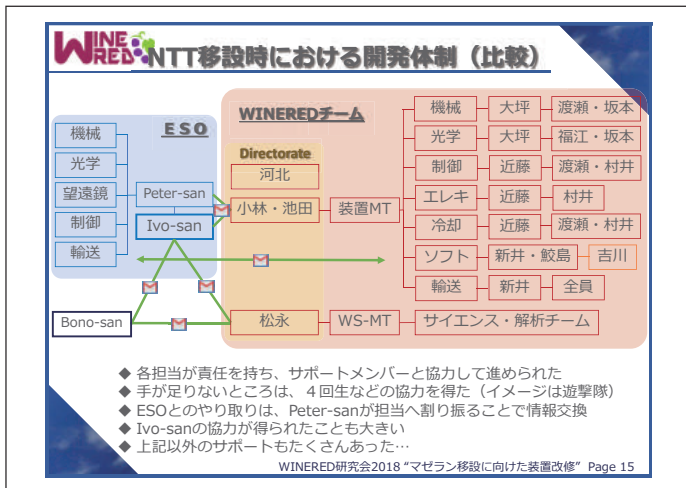 WINERED NTT移設時における開発体制（比較）
ESO
機械
光学
望遠鏡
制御
輸送
Peter-san
Ivo-san
Bono-san
WINEREDチーム
Directorate
河北
小林・池田
装置MT
松永
WS-MT
サイエンス・解析チーム
機械 大坪 渡瀬・坂本
光学 大坪 福江・坂本
制御 近藤 渡瀬・村井
エレキ 近藤 村井
冷却 近藤 渡瀬・村井
ソフト 新井・鮫島 吉川
輸送 新井 全員
◆ 各担当が責任を持ち、サポートメンバーと協力して進められた
◆ 手が足りないところは、４回生などの協力を得た（イメージは遊撃隊）
◆ ESOとのやり取りは、Peter-sanが担当へ割り振ることで情報交換
◆ Ivo-sanの協力が得られたことも大きい
◆ 上記以外のサポートもたくさんあった…
WINERED研究会2018 “マゼラン移設に向けた装置改修” Page 15